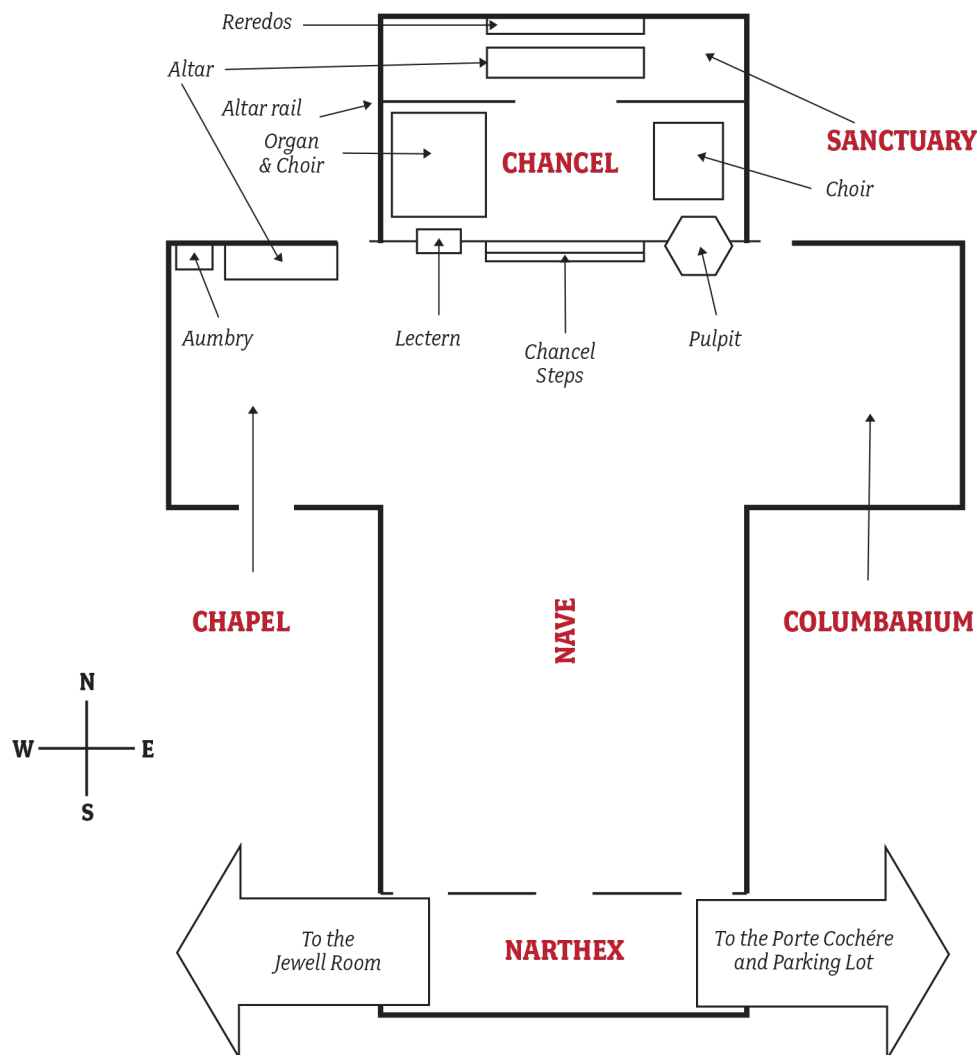 Reredos
Altar
Altar rail
Organ
& Choir
CHANCEL
SANCTUARY
Choir
Aumbry
Lectern
Chancel
Steps
Pulpit
CHAPEL
NAVE
COLUMBARIUM
N
W
E
S
To the
Jewell Room
NARTHEX
To the Porte Cochére
and Parking Lot